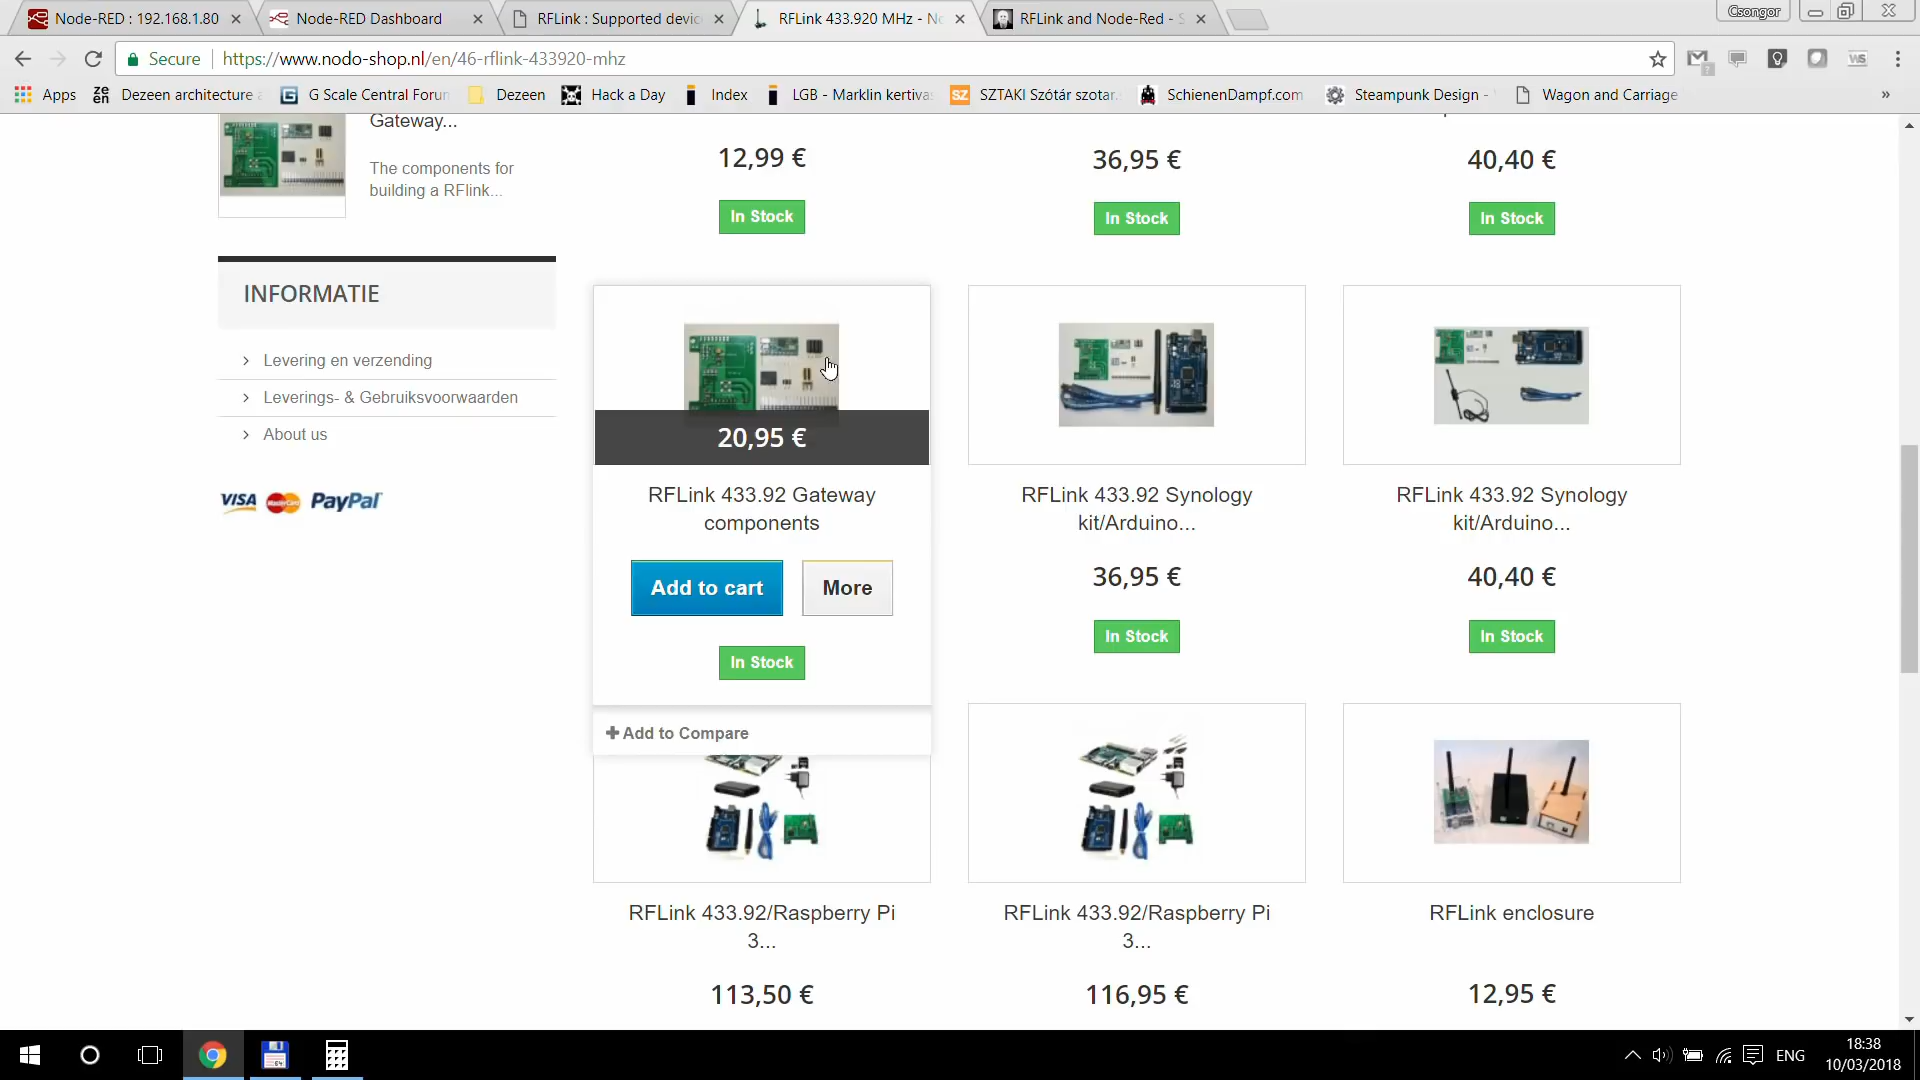 Node-RED : 192.168.1.80
Node-RED Dashboard
RFLink : Supported devic
RFLink 433.920 MHz - No
RFLink and Node-Red - S
Csongor
Secure
https://www.nodo-shop.nl/en/46-rflink-433920-mhz
Apps
Dezeen architecture
G Scale Central Forun
Dezeen
Hack a Day
Index
LGB - Marklin kertiva
SZTAKI Szótár szotar.
SchienenDampf.com
Steampunk Design -
Wagon and Carriage
»
Gateway...
The components for
building a RFlink...
12,99 €
In Stock
36,95 €
In Stock
40,40 €
In Stock
INFORMATIE
Levering en verzending
Leverings- & Gebruiksvoorwaarden
About us
VISA MasterCard PayPal
20,95 €
RFLink 433.92 Gateway
components
Add to cart
More
In Stock
Add to Compare
RFLink 433.92 Synology
kit/Arduino...
36,95 €
In Stock
RFLink 433.92 Synology
kit/Arduino...
40,40 €
In Stock
RFLink 433.92/Raspberry Pi
3...
113,50 €
RFLink 433.92/Raspberry Pi
3...
116,95 €
RFLink enclosure
12,95 €
ENG
18:38
10/03/2018